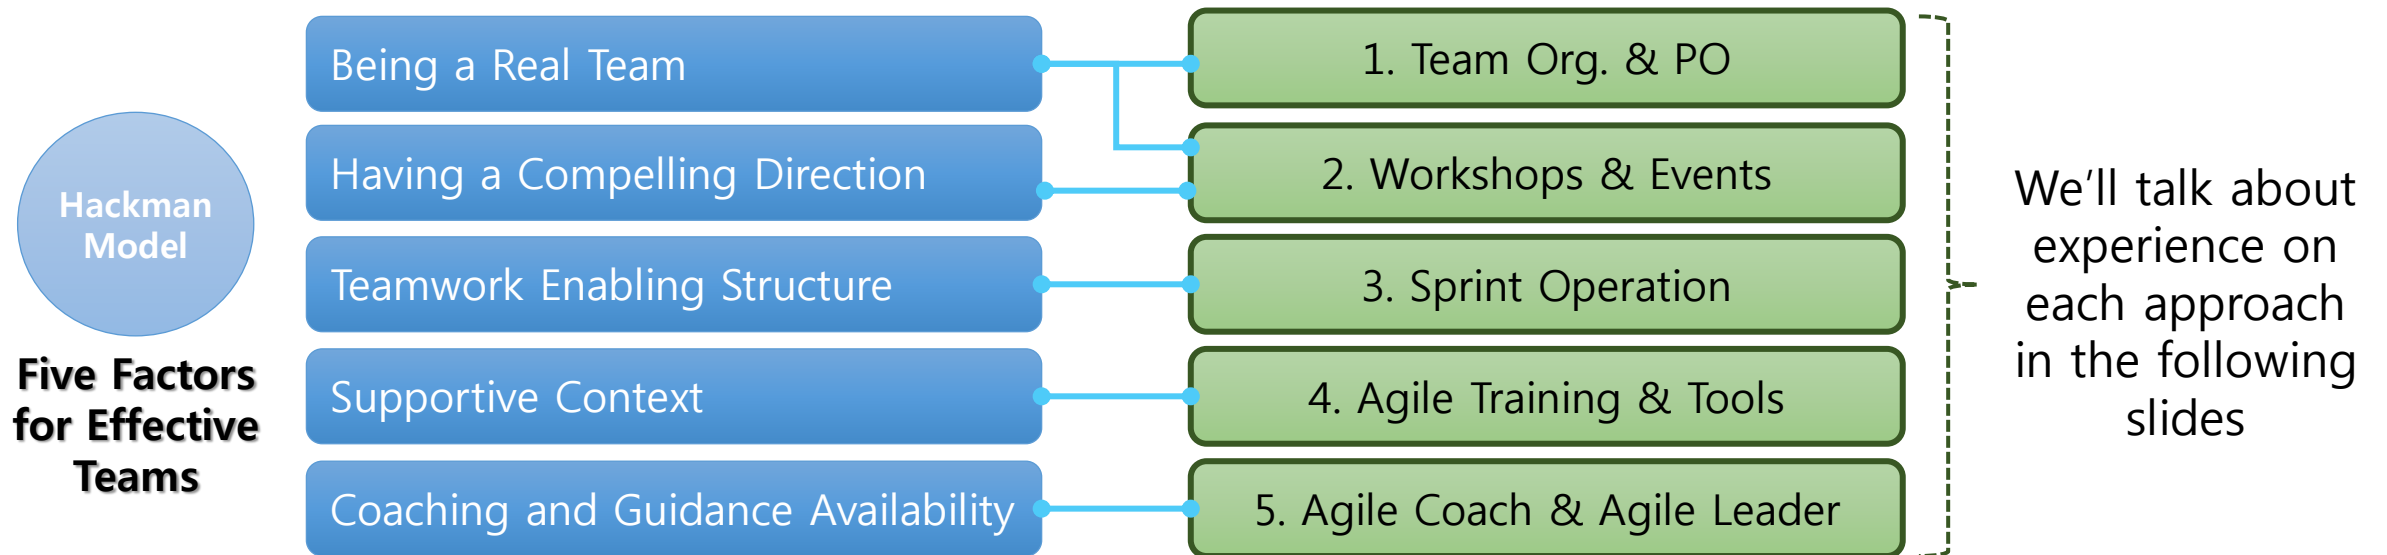 Hackman
Model
Five Factors
for Effective
Teams
Being a Real Team
Having a Compelling Direction
Teamwork Enabling Structure
Supportive Context
Coaching and Guidance Availability
1. Team Org. & PO
2. Workshops & Events
3. Sprint Operation
4. Agile Training & Tools
5. Agile Coach & Agile Leader
We’ll talk about
experience on
each approach
in the following
slides